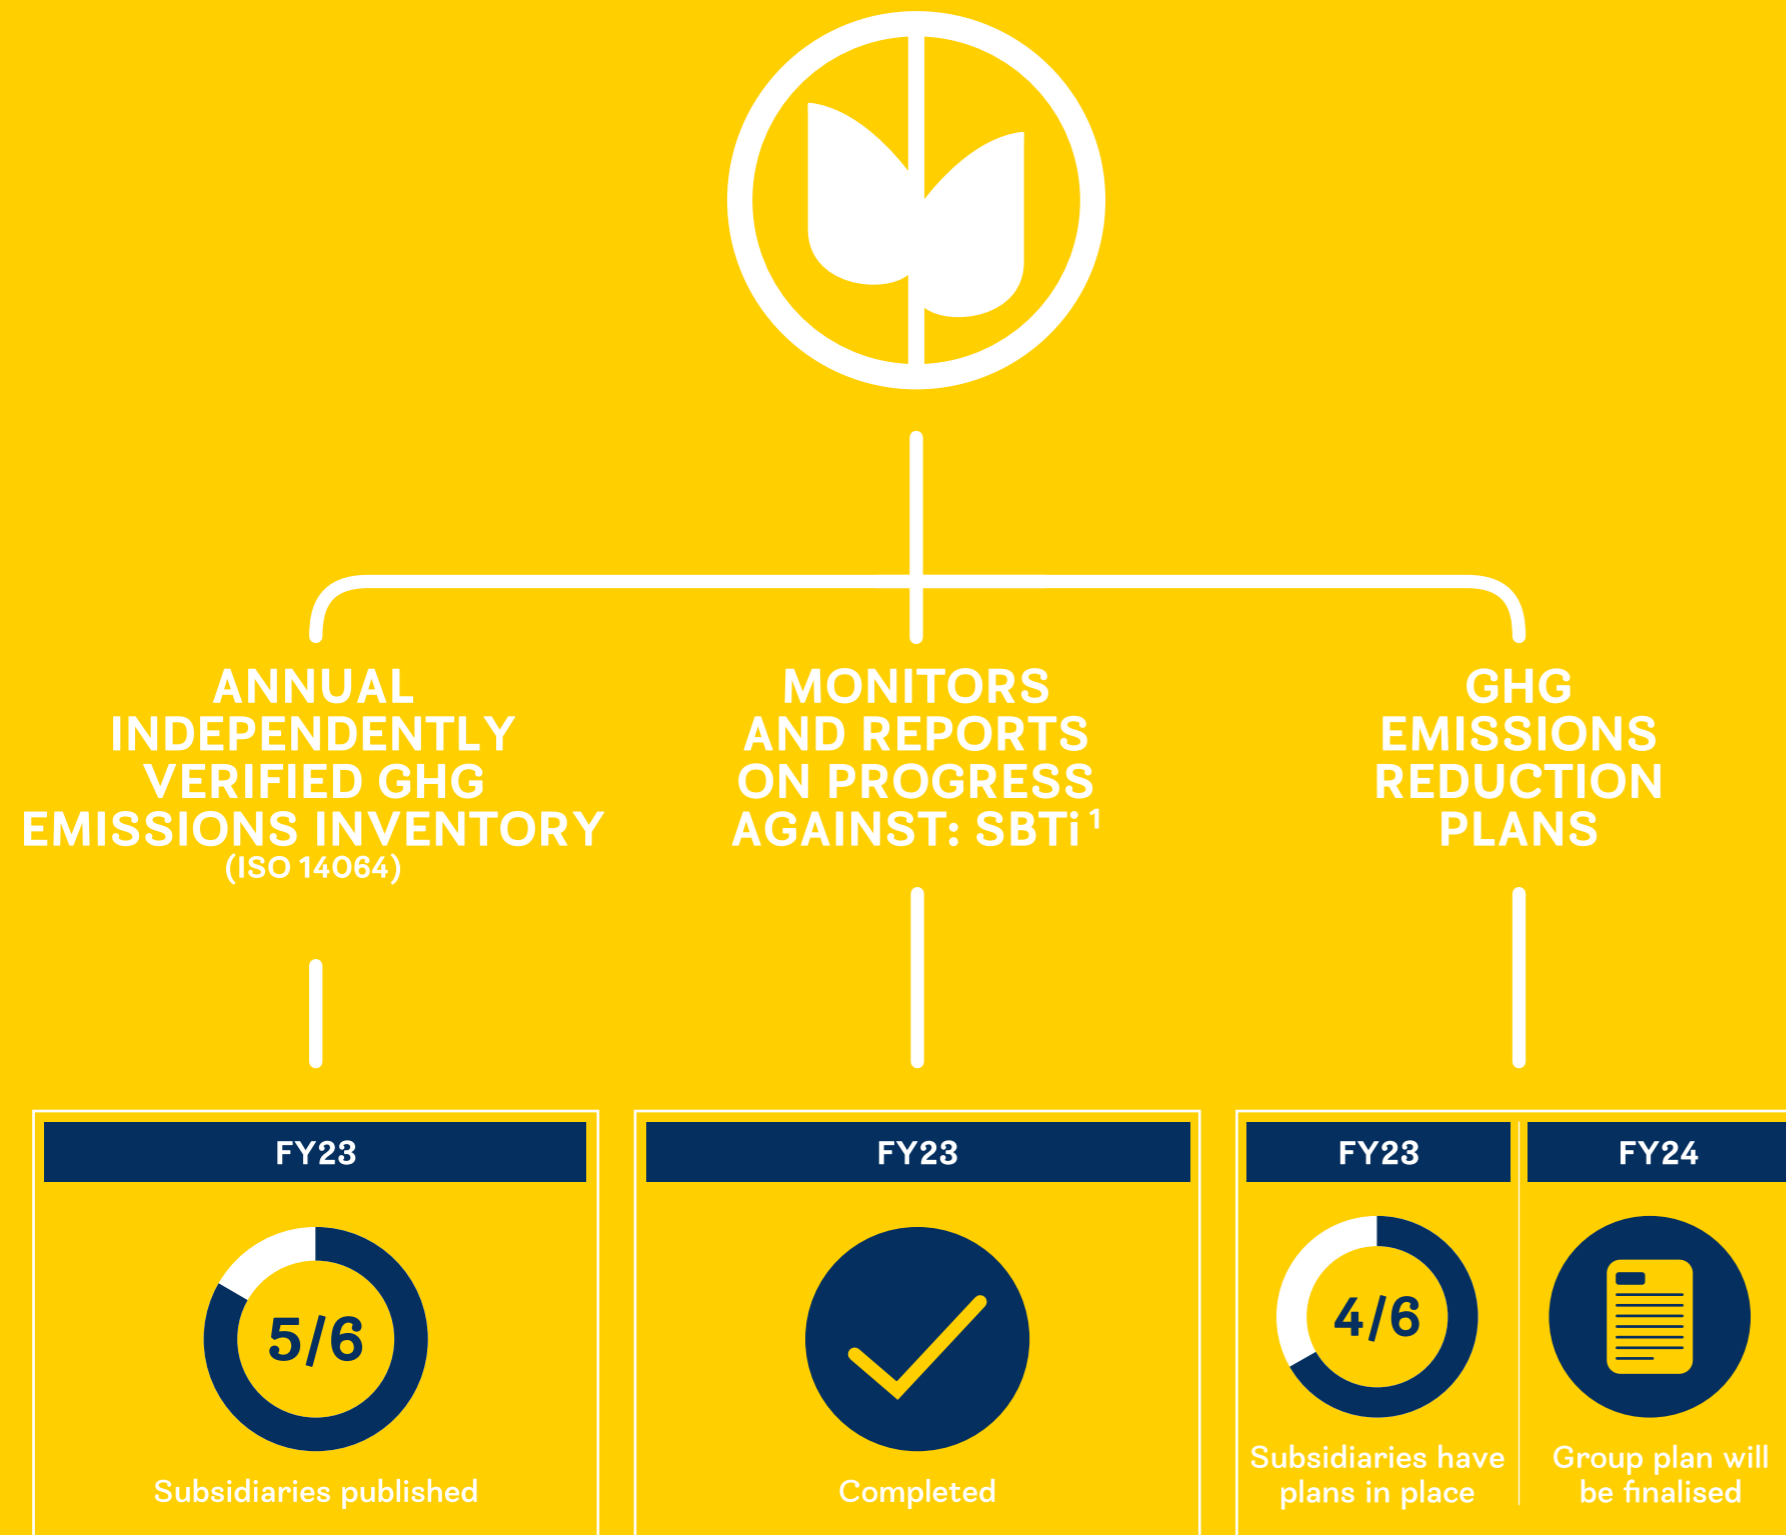 ANNUAL
INDEPENDENTLY
VERIFIED GHG
EMISSIONS INVENTORY
(ISO 14064)
MONITORS
AND REPORTS
ON PROGRESS
AGAINST: SBTi 1
GHG
EMISSIONS
REDUCTION
PLANS
FY23
5/6
Subsidiaries published
FY23
Completed
FY23
4/6
Subsidiaries have
plans in place
FY24
Group plan will
be finalised